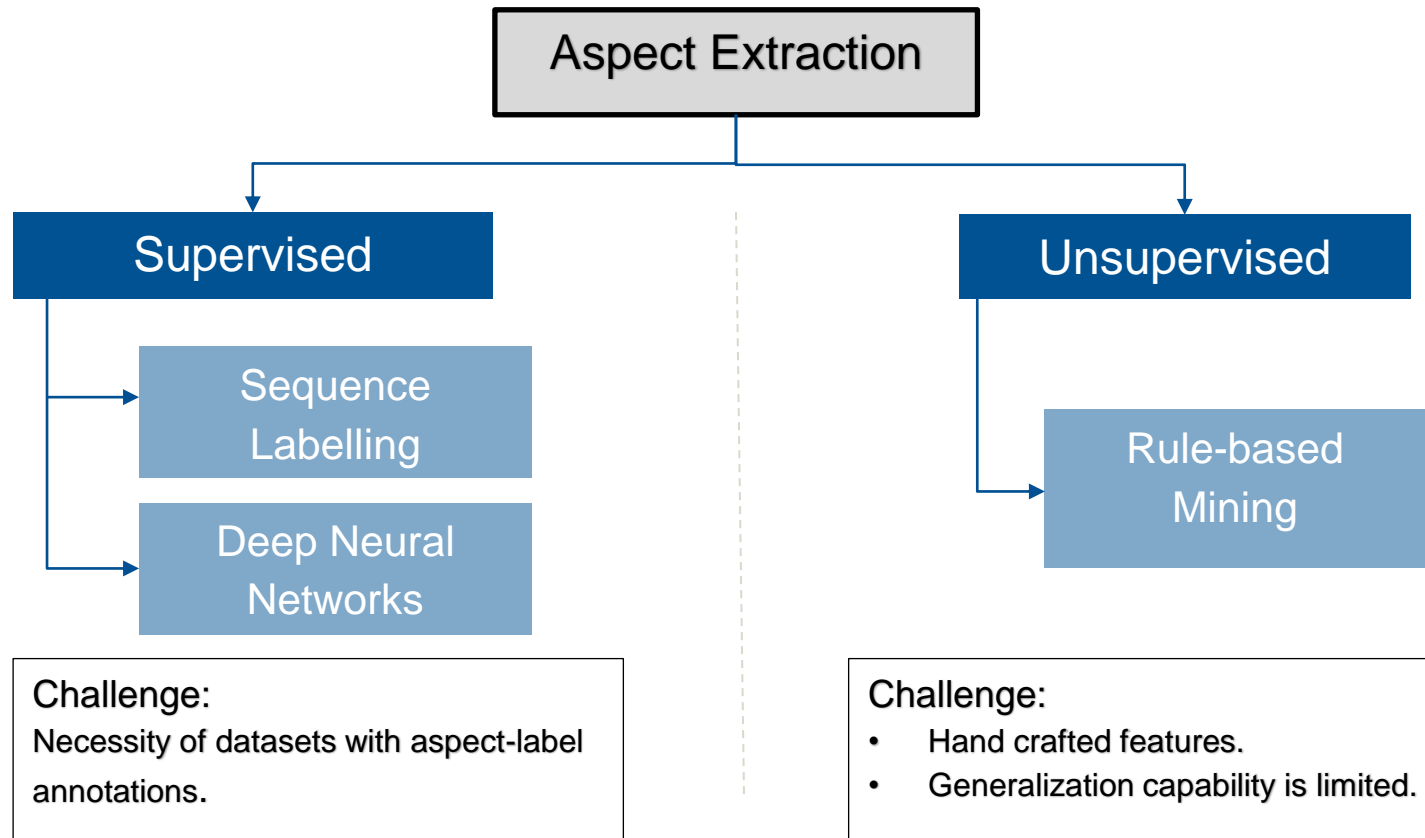 Aspect Extraction
Supervised
Unsupervised
Sequence
Labelling
Deep Neural
Networks
Rule-based
Mining
Challenge:
Necessity of datasets with aspect-label
annotations.
Challenge:
• Hand crafted features.
• Generalization capability is limited.